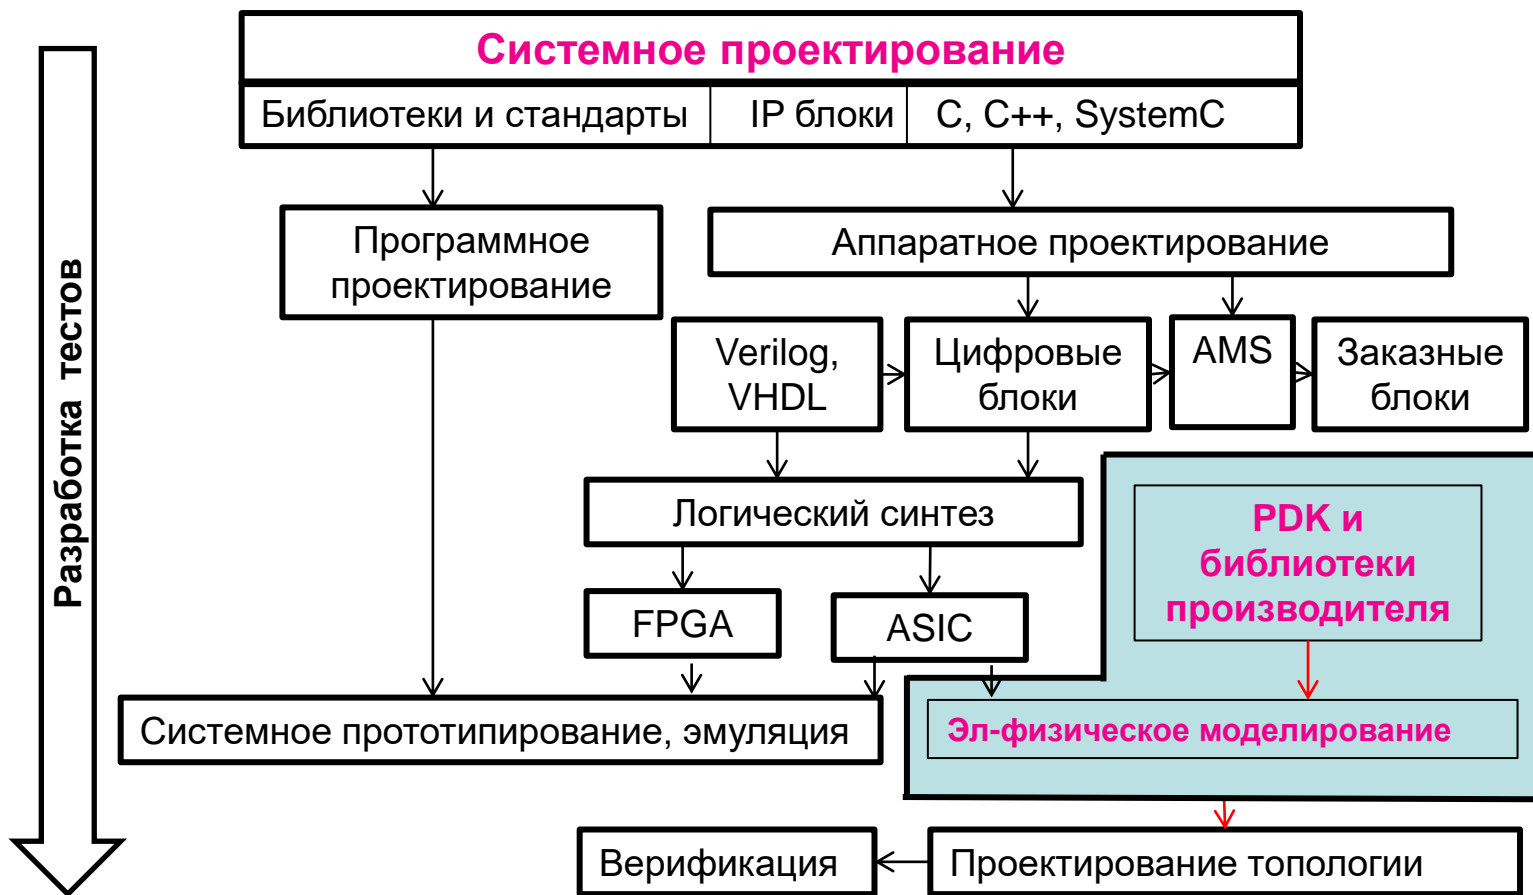 Системное проектирование
Библиотеки и стандарты
IP блоки
C, C++, SystemC
Программное
проектирование
Аппаратное проектирование
Разработка тестов
Verilog,
VHDL
Цифровые
блоки
AMS
Заказные
блоки
Логический синтез
PDK и
библиотеки
производителя
FPGA
ASIC
Системное прототипирование, эмуляция
Эл-физическое моделирование
Верификация
Проектирование топологии